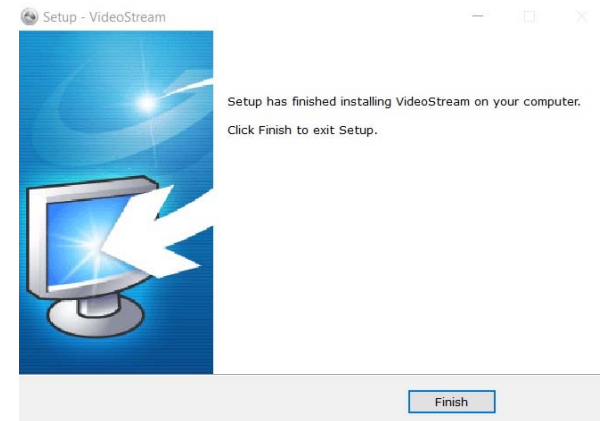 Setup - VideoStream
Setup has finished installing VideoStream on your computer.
Click Finish to exit Setup.
Finish